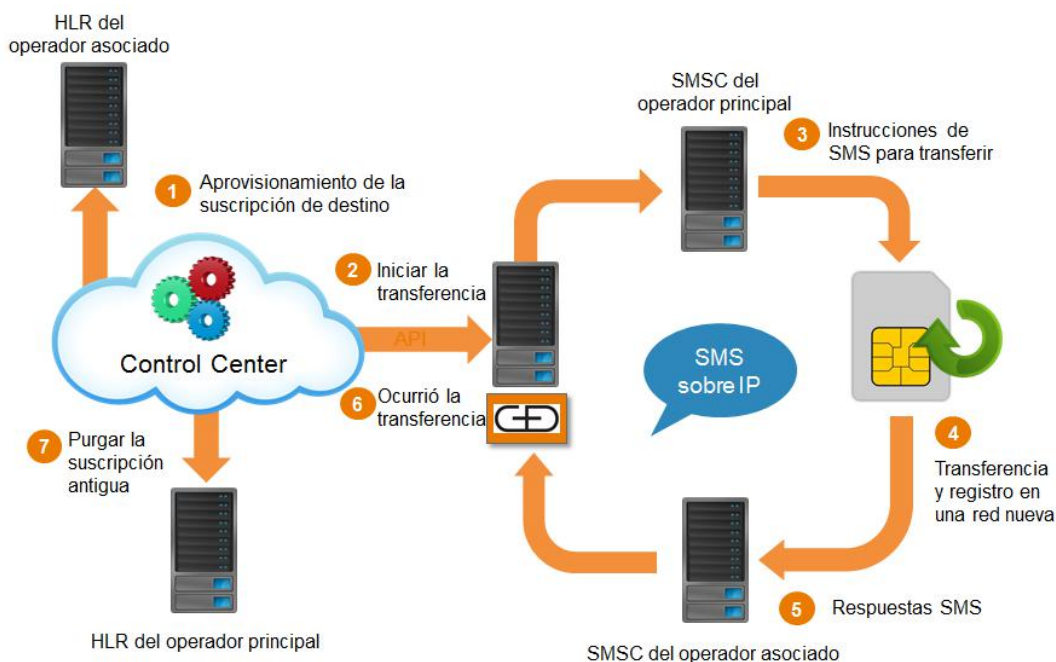 HLR del
operador asociado
SMSC del
operador principal
3 Instrucciones de
SMS para transferir
1 Aprovisionamiento de la
suscripción de destino
2 Iniciar la
transferencia
API
Control Center
SMS
sobre IP
6 Ocurrió la
transferencia
7 Purgar la
suscripción
antigua
4
Transferencia
y registro en
una red nueva
5 Respuestas SMS
HLR del operador principal
SMSC del operador asociado